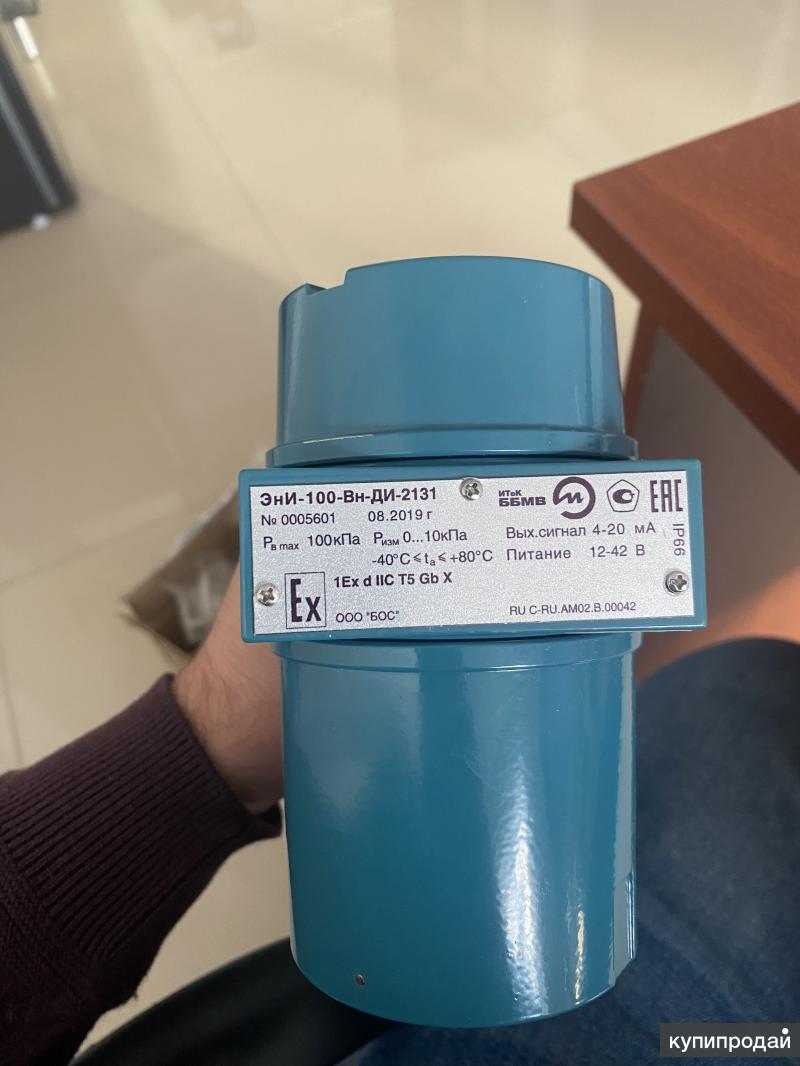 ЭнИ-100-Вн-ДИ-2131
№ 0005601 08.2019 г
Pв max 100кПа Pизм 0...10кПа
-40°C ≤ ta ≤ +80°C
Ex
1Ex d IIC T5 Gb X
ООО "БОС"
ИТеК
ББМВ
EAC
Вых.сигнал 4-20 мА
Питание 12-42 В
IP66
RU C-RU.AM02.B.00042
купипродай